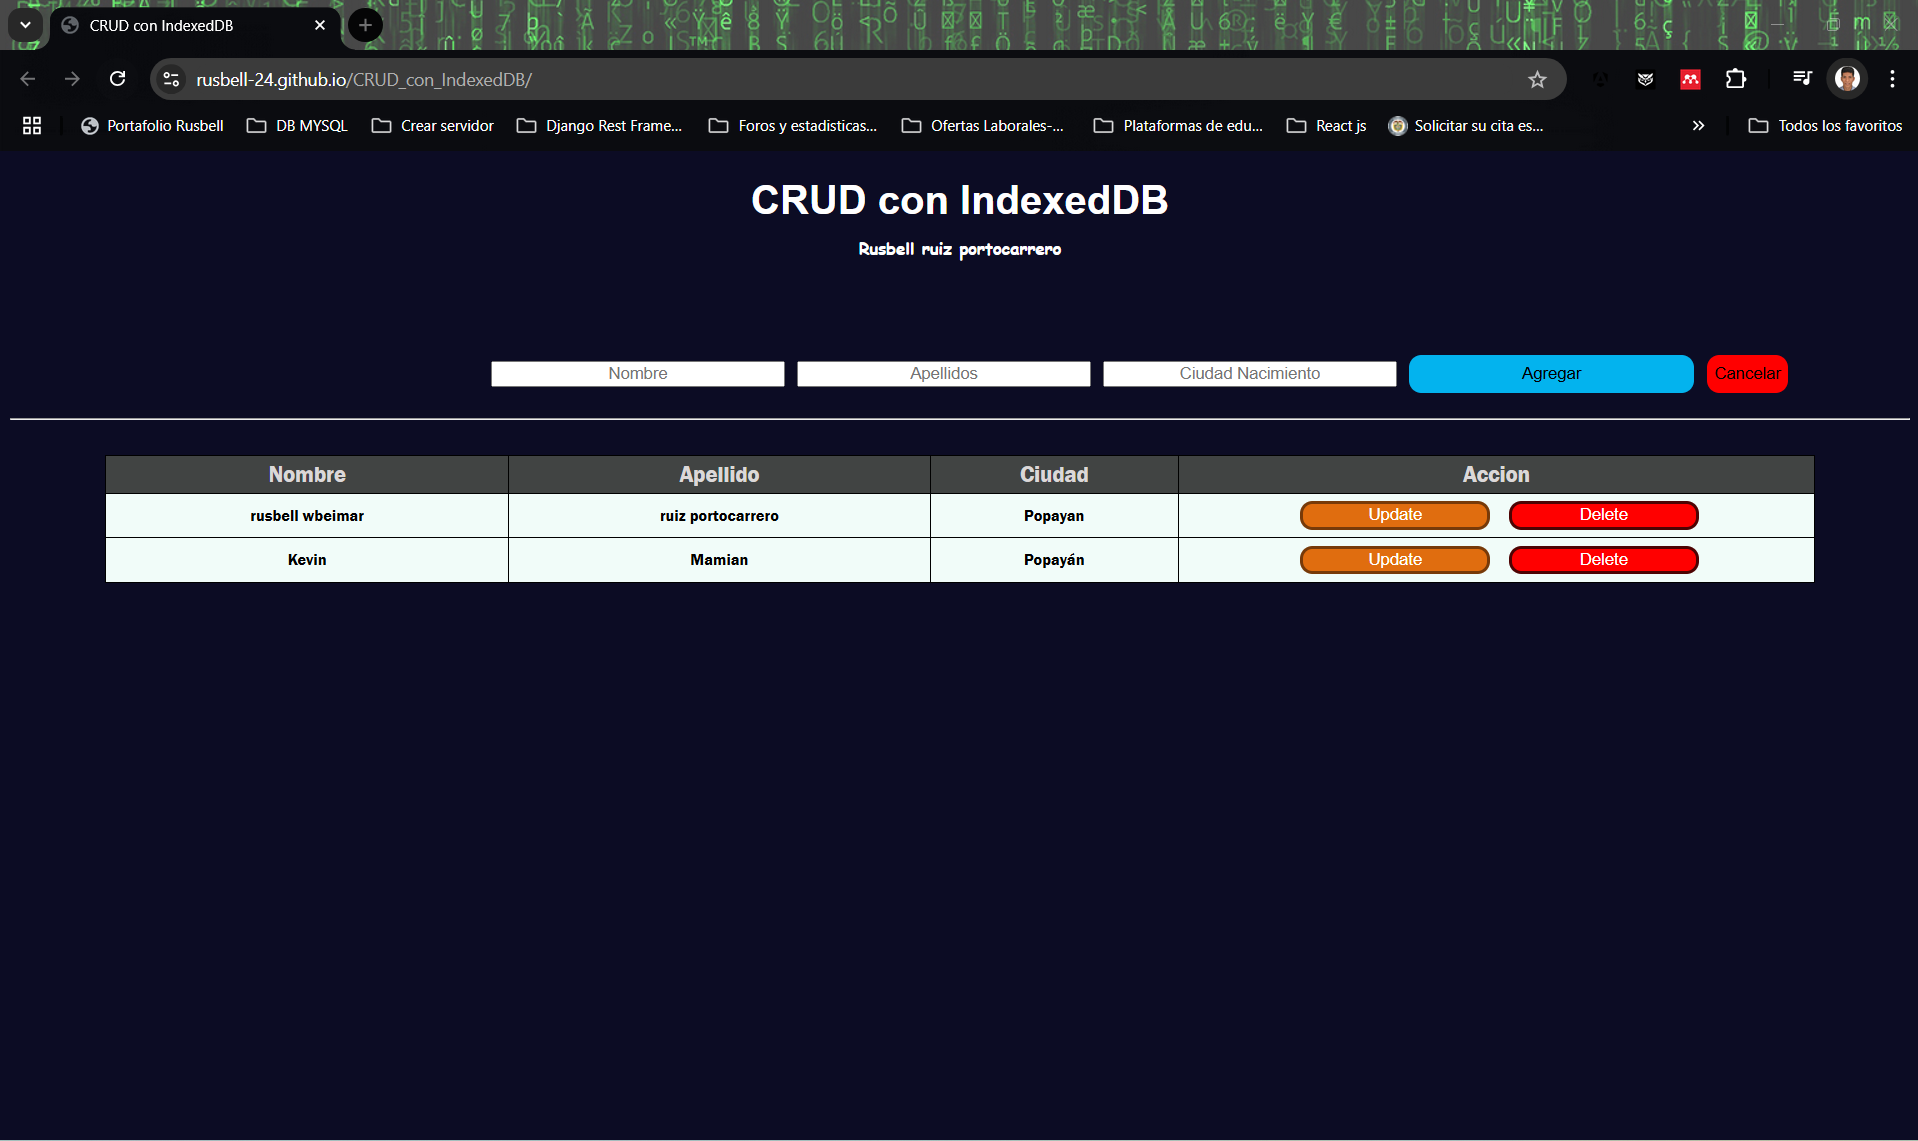 CRUD con IndexedDB
rusbell-24.github.io/CRUD_con_IndexedDB/
Portafolio Rusbell DB MYSQL Crear servidor Django Rest Frame... Foros y estadisticas... Ofertas Laborales-... Plataformas de edu... React js Solicitar su cita es... Todos los favoritos
CRUD con IndexedDB
Rusbell ruiz portocarrero
Nombre Apellidos Ciudad Nacimiento Agregar Cancelar
Nombre Apellido Ciudad Accion
rusbell wbeimar ruiz portocarrero Popayan Update Delete
Kevin Mamian Popayán Update Delete